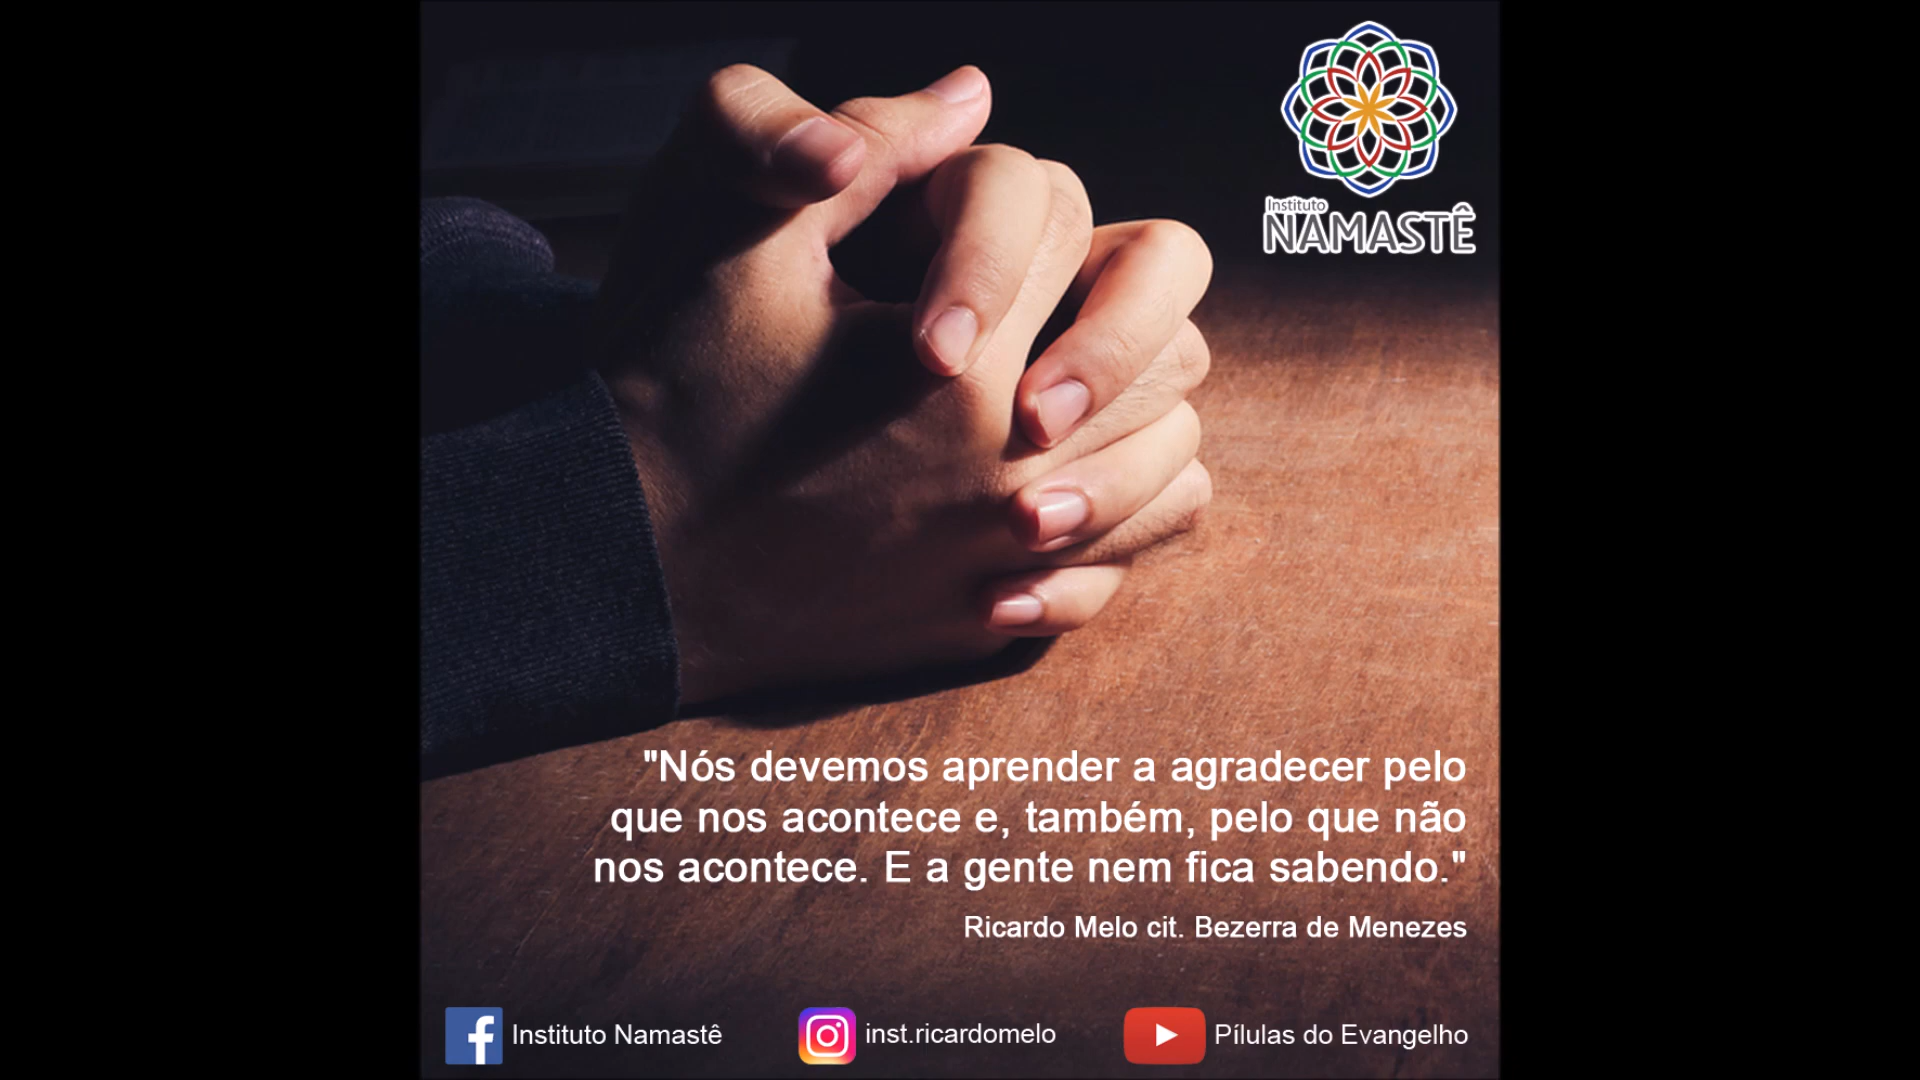 Instituto
NAMASTÊ
"Nós devemos aprender a agradecer pelo
que nos acontece e, também, pelo que não
nos acontece. E a gente nem fica sabendo."
Ricardo Melo cit. Bezerra de Menezes
Instituto Namastê
inst.ricardomelo
Pílulas do Evangelho